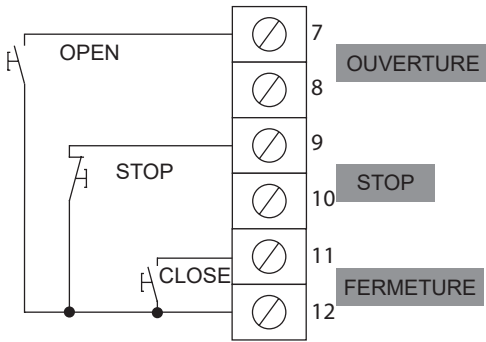 7
OPEN
OUVERTURE
8
9
STOP
STOP
10
11
CLOSE
FERMETURE
12